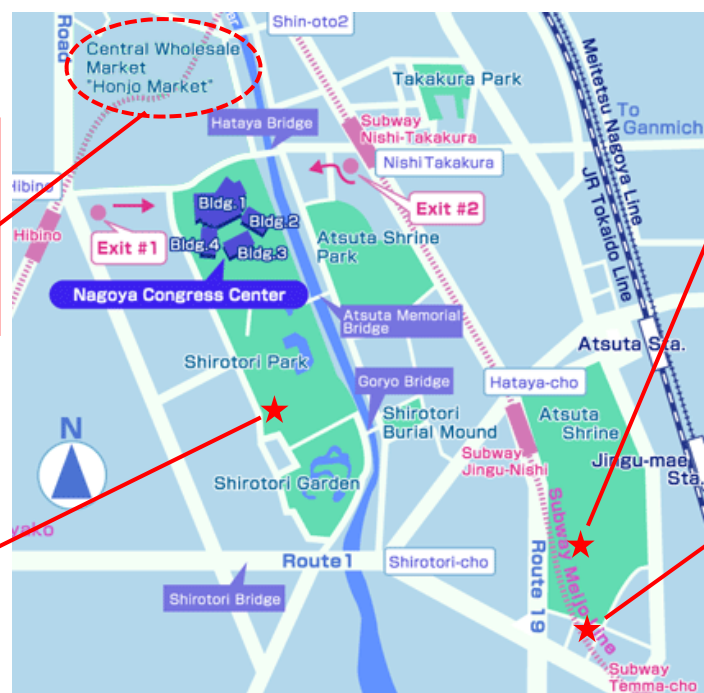 Road
Shin-oto2
Central Wholesale
Market
"Honjo Market"
Takakura Park
Meitetsu Nagoya Line
JR Tokaido Line
To
Ganmich
Hataya Bridge
Subway
Nishi-Takakura
Nishi Takakura
Hibino
Hibino
Exit #1
Exit #2
Bldg.1
Bldg.2
Bldg.3
Bldg.4
Nagoya Congress Center
Atsuta Shrine
Park
Atsuta Memorial
Bridge
Atsuta Sta.
Shirotori Park
Goryo Bridge
Hataya-cho
Shirotori
Burial Mound
Atsuta
Shrine
Subway
Jingu-Nishi
Jingu-mae
Sta.
N
Shirotori Garden
yako
Route1
Shirotori-cho
Shirotori Bridge
Route 19
Subway Meijo Line
Subway
Temma-cho